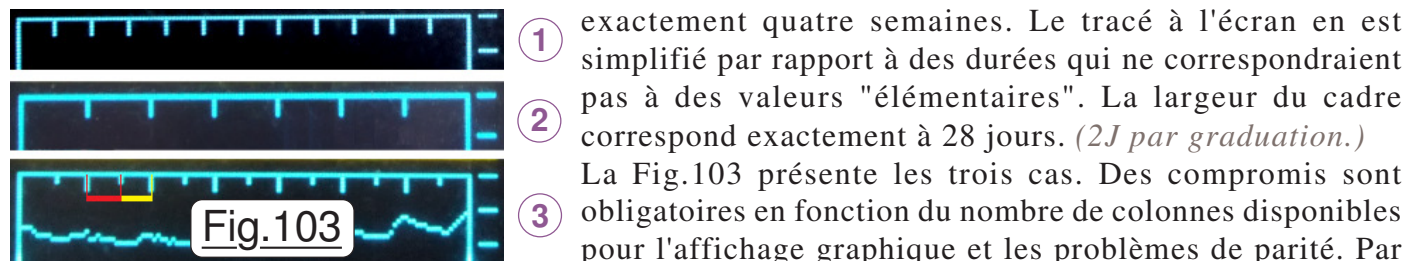 exactement quatre semaines. Le tracé à l'écran en est
simplifié par rapport à des durées qui ne correspondraient
pas à des valeurs "élémentaires". La largeur du cadre
correspond exactement à 28 jours. (2J par graduation.)
La Fig.103 présente les trois cas. Des compromis sont
obligatoires en fonction du nombre de colonnes disponibles
pour l'affichage graphique et les problèmes de parité. Par
1
2
3
Fig.103